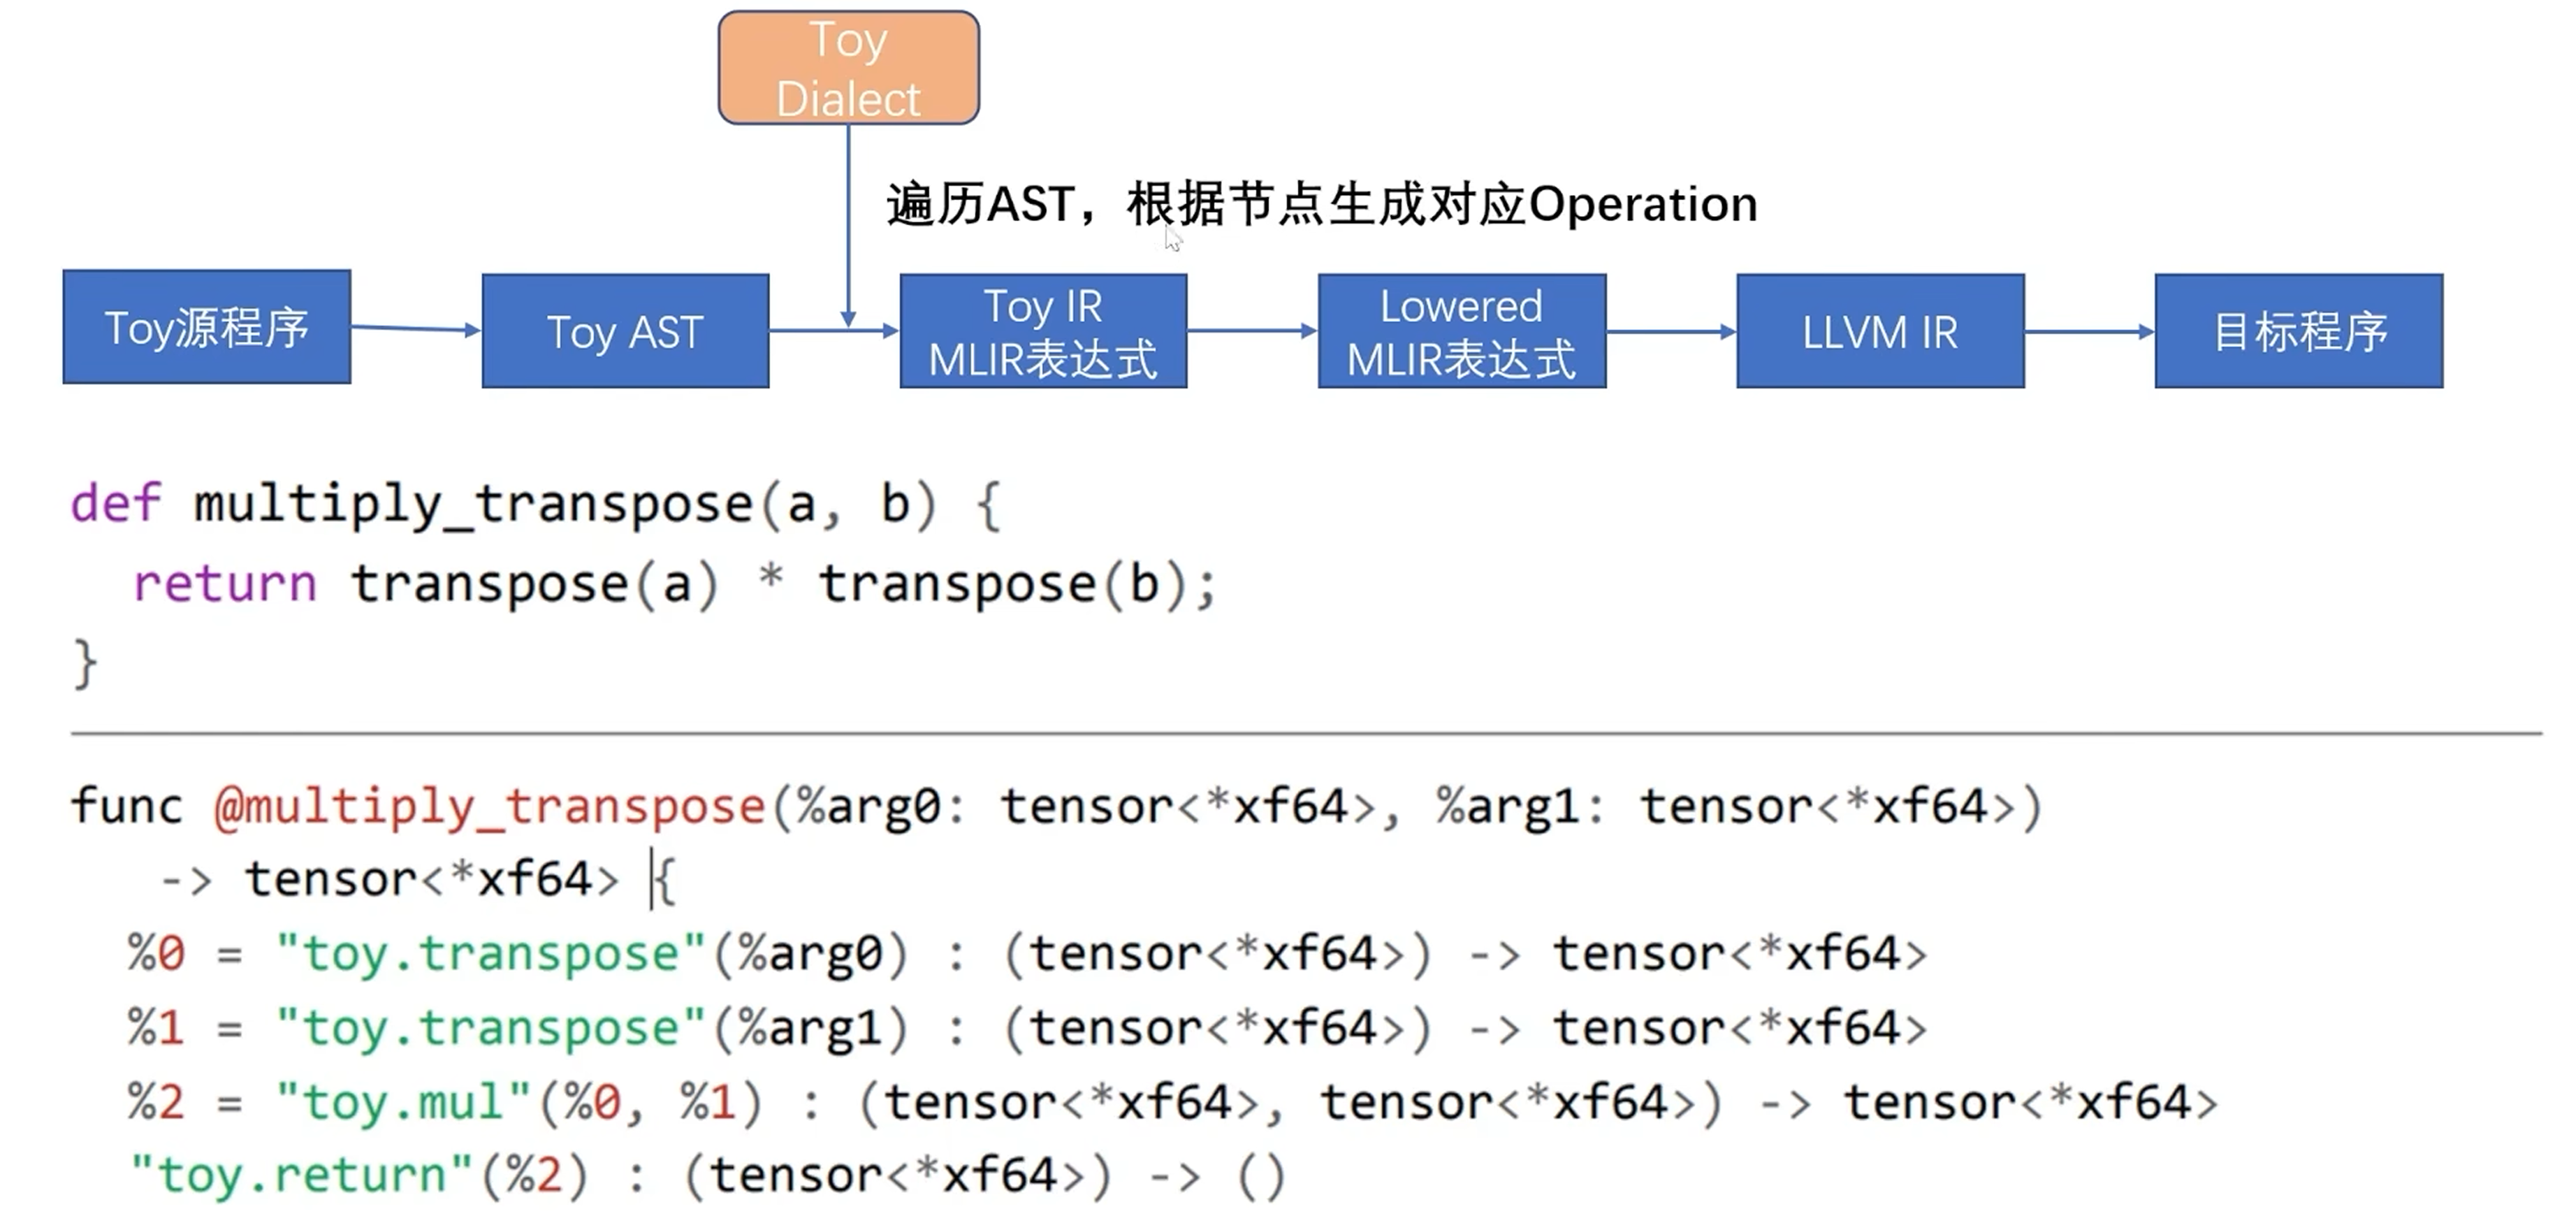 Toy
Dialect
遍历AST，根据节点生成对应Operation
Toy源程序
Toy AST
Toy IR
MLIR表达式
Lowered
MLIR表达式
LLVM IR
目标程序
def multiply_transpose(a, b) {
  return transpose(a) * transpose(b);
}
func @multiply_transpose(%arg0: tensor<*xf64>, %arg1: tensor<*xf64>)
   -> tensor<*xf64> {
  %0 = "toy.transpose"(%arg0) : (tensor<*xf64>) -> tensor<*xf64>
  %1 = "toy.transpose"(%arg1) : (tensor<*xf64>) -> tensor<*xf64>
  %2 = "toy.mul"(%0, %1) : (tensor<*xf64>, tensor<*xf64>) -> tensor<*xf64>
  "toy.return"(%2) : (tensor<*xf64>) -> ()